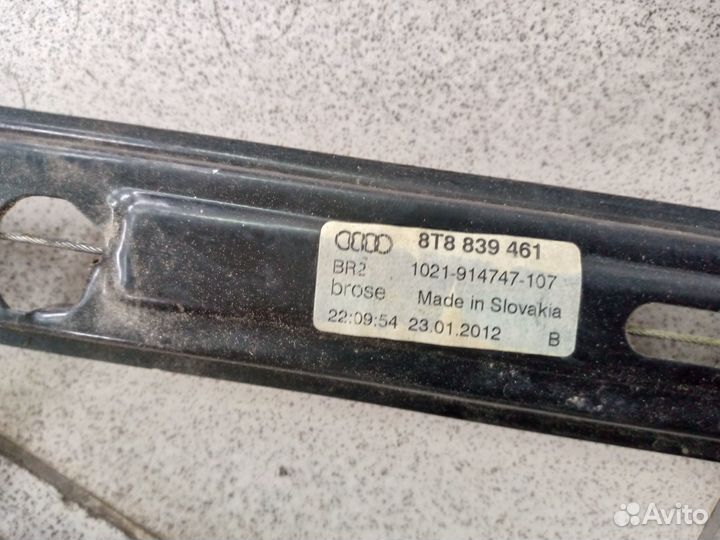 8T8 839 461
BR2 1021-914747-107
brose Made in Slovakia
22:09:54 23.01.2012 B
Avito